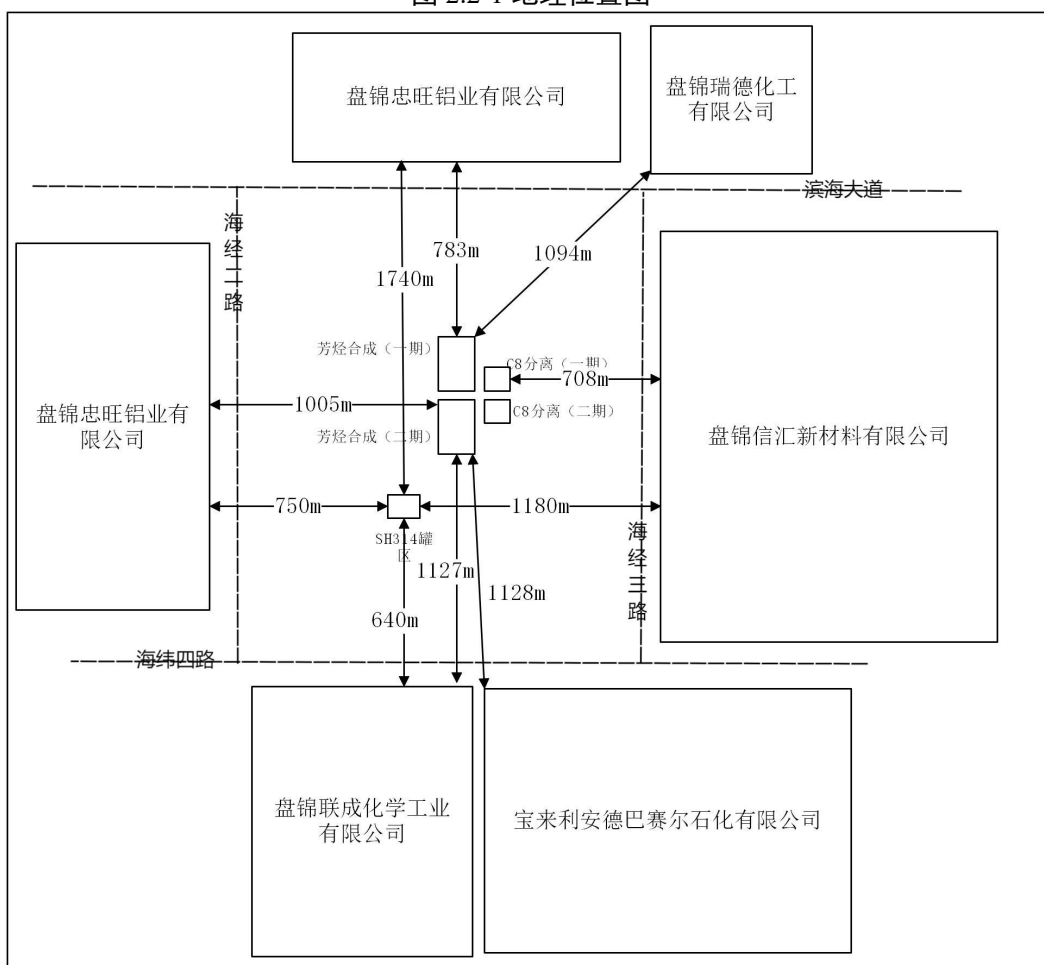 盘锦忠旺铝业有限公司
盘锦瑞德化工
有限公司
滨海大道
海经二路
783m
1094m
1740m
芳烃合成（一期）
C8分离（一期）
708m
盘锦忠旺铝业有
限公司
1005m
C8分离（二期）
芳烃合成（二期）
盘锦信汇新材料有限公司
750m
1180m
SH314罐
区
海经三路
1127m
1128m
640m
海纬四路
盘锦联成化学工业
有限公司
宝来利安德巴赛尔石化有限公司